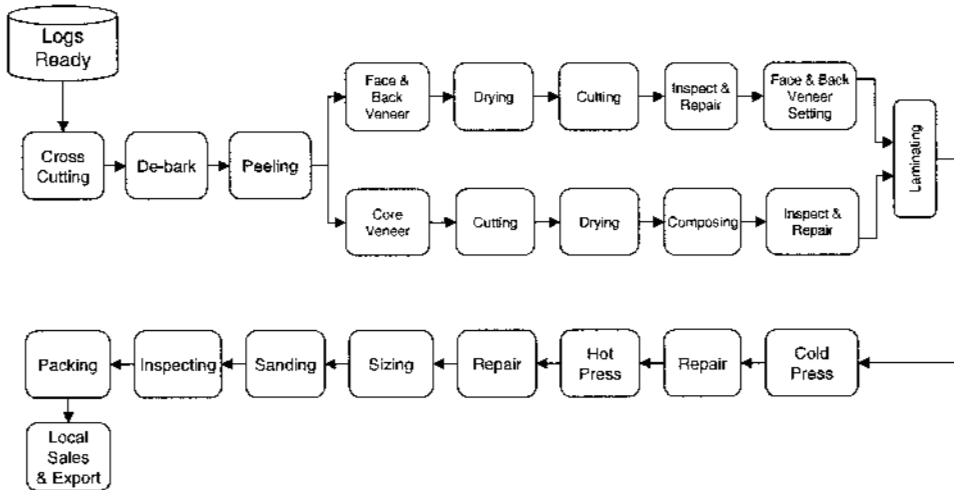 Logs
Ready
Cross
Cutting
De-bark
Peeling
Face &
Back
Veneer
Drying
Cutting
Inspect &
Repair
Face & Back
Veneer
Setting
Core
Veneer
Cutting
Drying
Composing
Inspect &
Repair
Laminating
Cold
Press
Repair
Hot
Press
Repair
Sizing
Sanding
Inspecting
Packing
Local
Sales
& Export